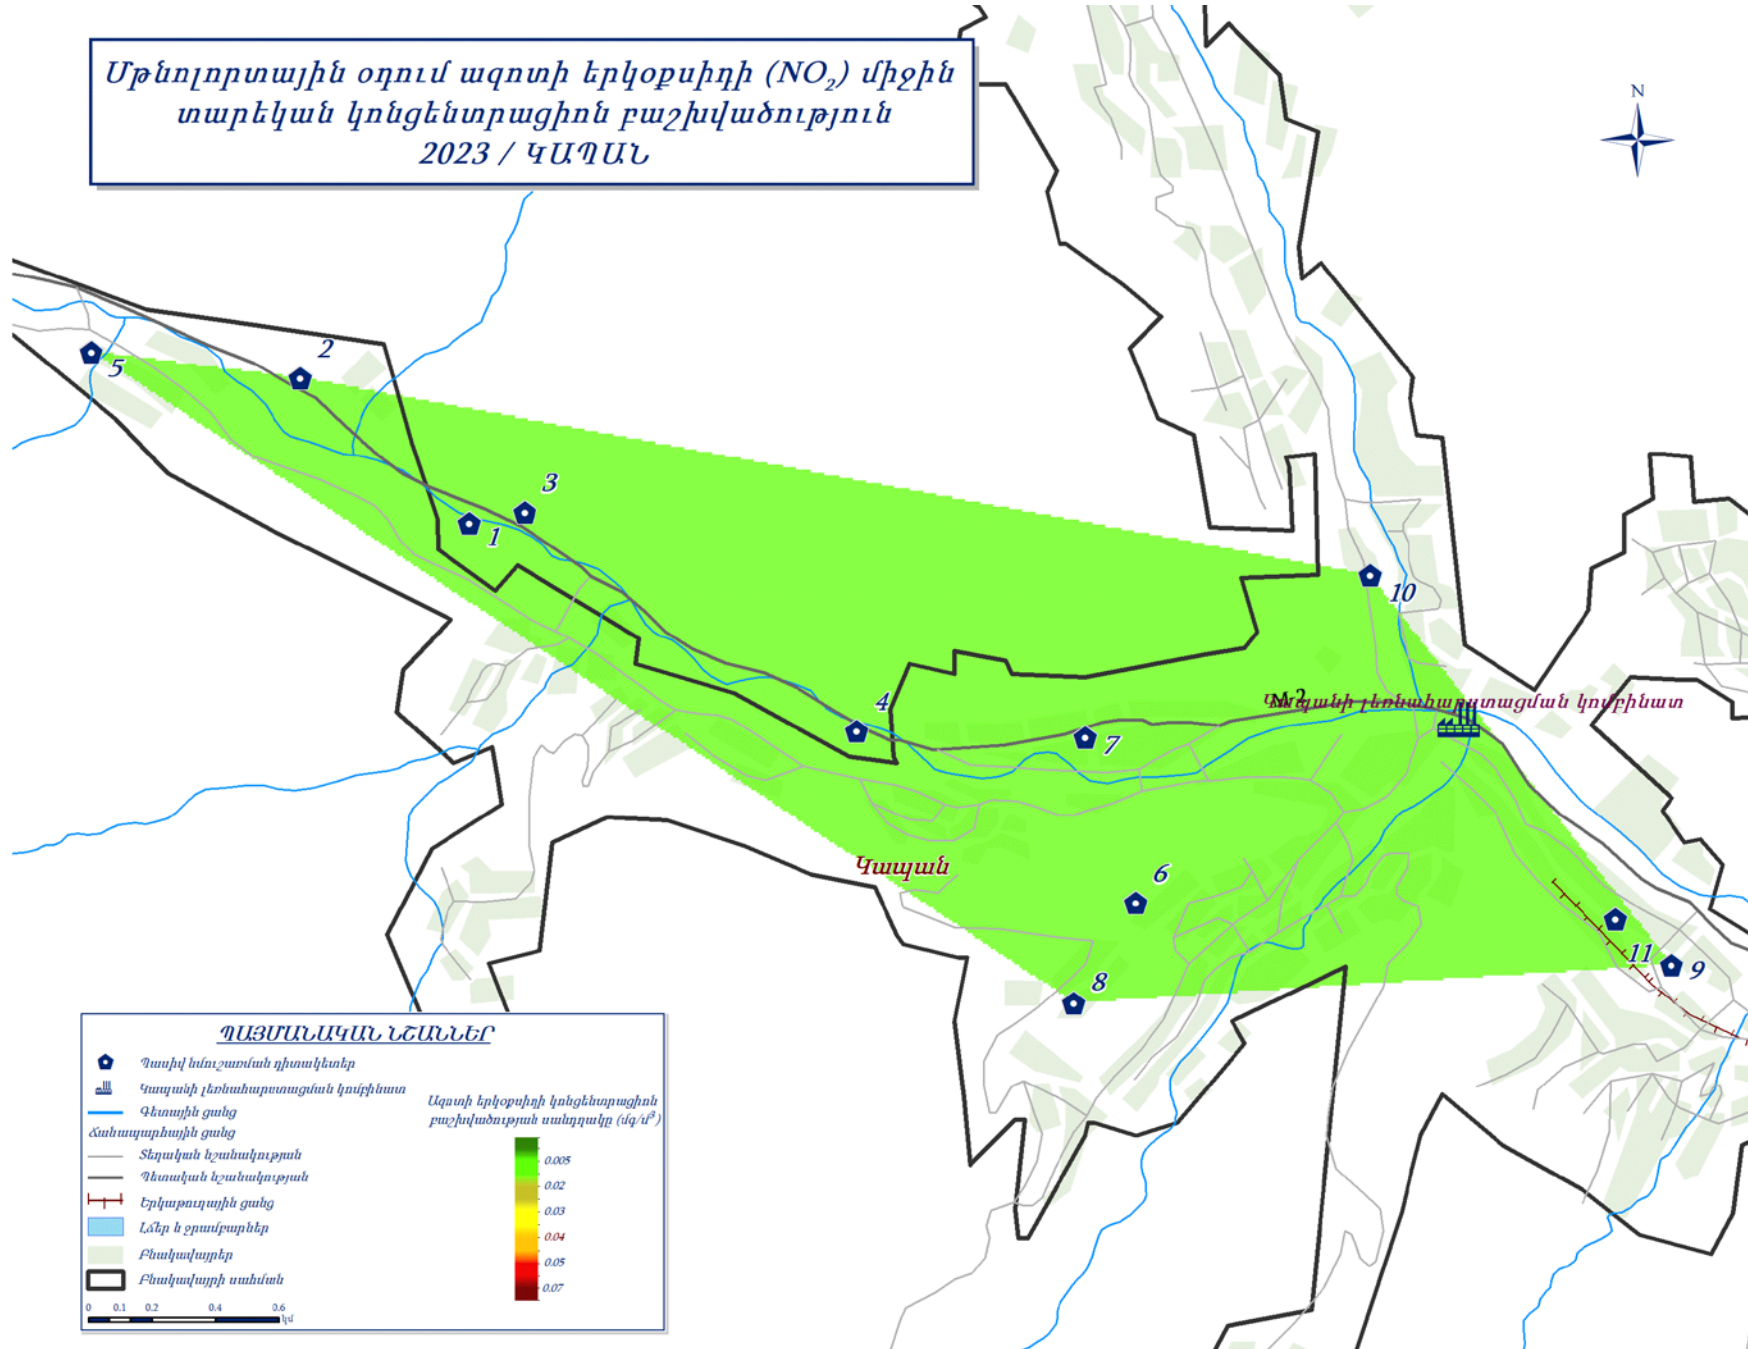 Մթնոլորտային օդում ազոտի երկօքսիդի (NO₂) միջին
տարեկան կոնցենտրացիոն բաշխվածություն
2023 / ԿԱՊԱՆ
N
2
5
3
1
10
Կապանի լեռնահարստացման կոմբինատ
4
7
Կապան
6
11
9
8
ՊԱՅՄԱՆԱԿԱՆ ՆՇԱՆՆԵՐ
Պասիվ նմուշառման դիտակետեր
Կապանի լեռնահարստացման կոմբինատ
Գետային ցանց
Ճանապարհային ցանց
Տեղական նշանակության
Պետական նշանակության
Երկաթուղային ցանց
Լճեր և ջրամբարներ
Բնակավայրեր
Բնակավայրի սահման
0 0.1 0.2 0.4 0.6
կմ
Ազոտի երկօքսիդի կոնցենտրացիոն
բաշխվածության սանդղակը (մգ/մ³)
0.005
0.02
0.03
0.04
0.05
0.07